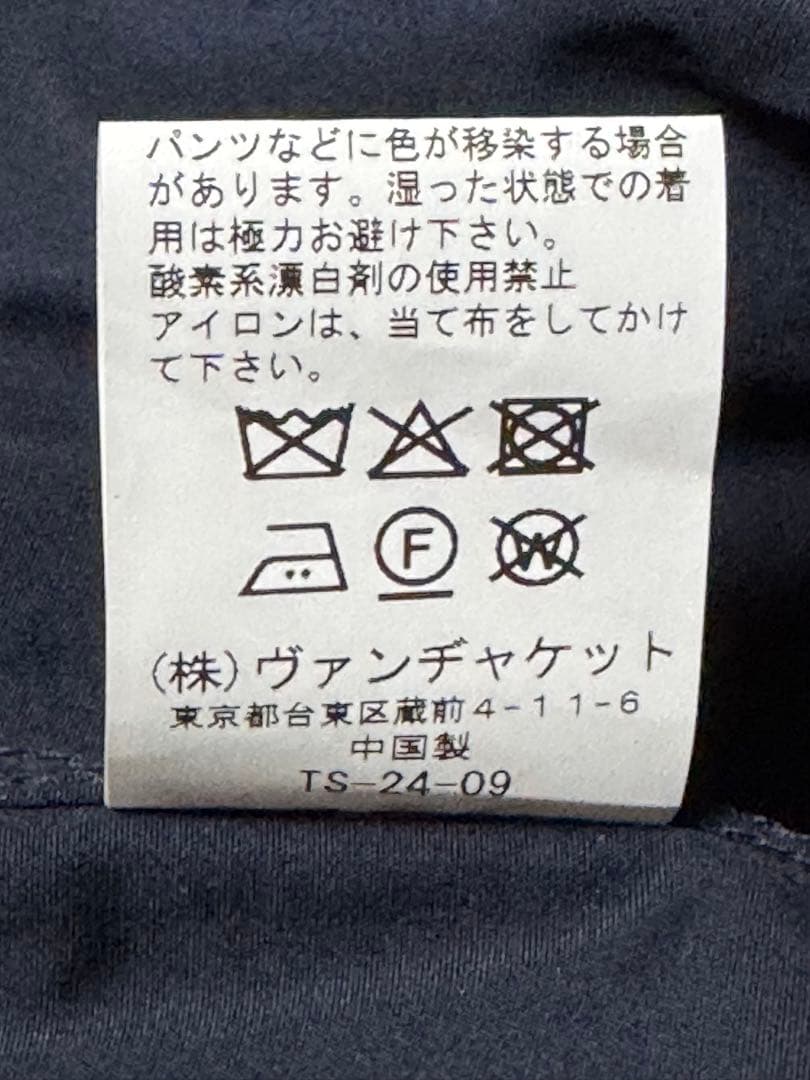 パンツなどに色が移染する場合
があります。湿った状態での着
用は極力お避け下さい。
酸素系漂白剤の使用禁止
アイロンは、当て布をしてかけ
て下さい。
F W
(株)ヴァンヂャケット
東京都台東区蔵前4-11-6
中国製
TS-24-09